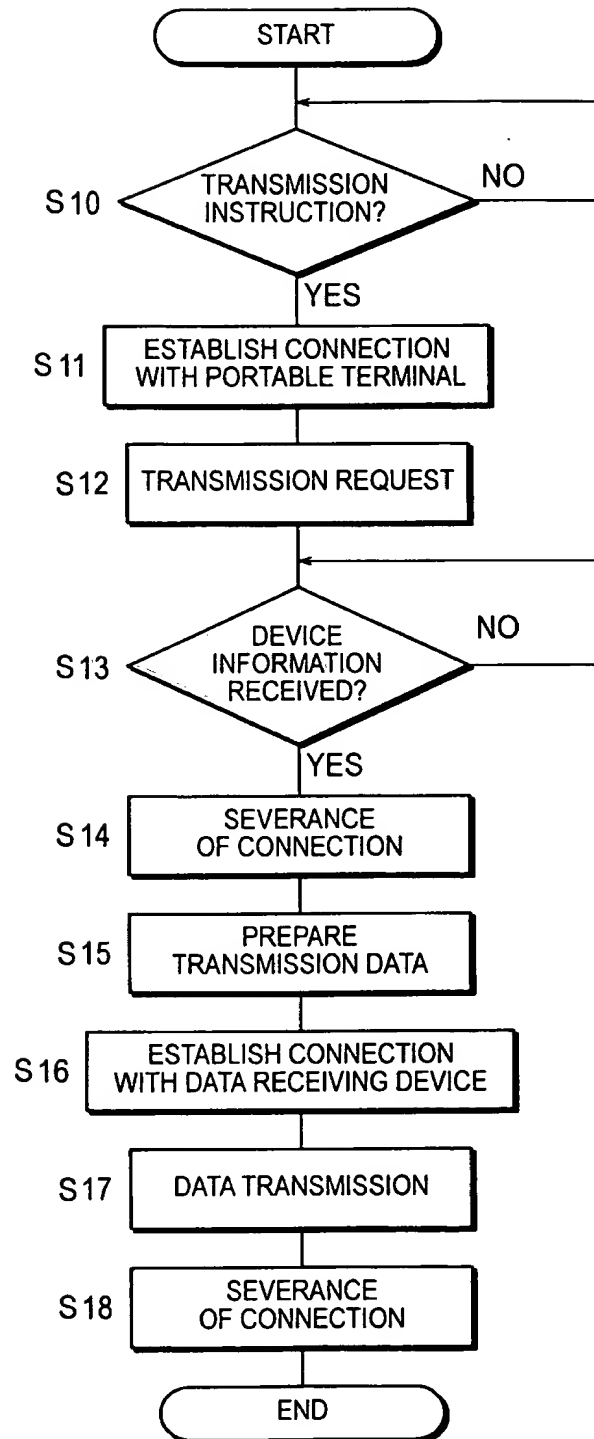 START
S10
TRANSMISSION
INSTRUCTION?
NO
YES
S11
ESTABLISH CONNECTION
WITH PORTABLE TERMINAL
S12
TRANSMISSION REQUEST
S13
DEVICE
INFORMATION
RECEIVED?
NO
YES
S14
SEVERANCE
OF CONNECTION
S15
PREPARE
TRANSMISSION DATA
S16
ESTABLISH CONNECTION
WITH DATA RECEIVING DEVICE
S17
DATA TRANSMISSION
S18
SEVERANCE
OF CONNECTION
END